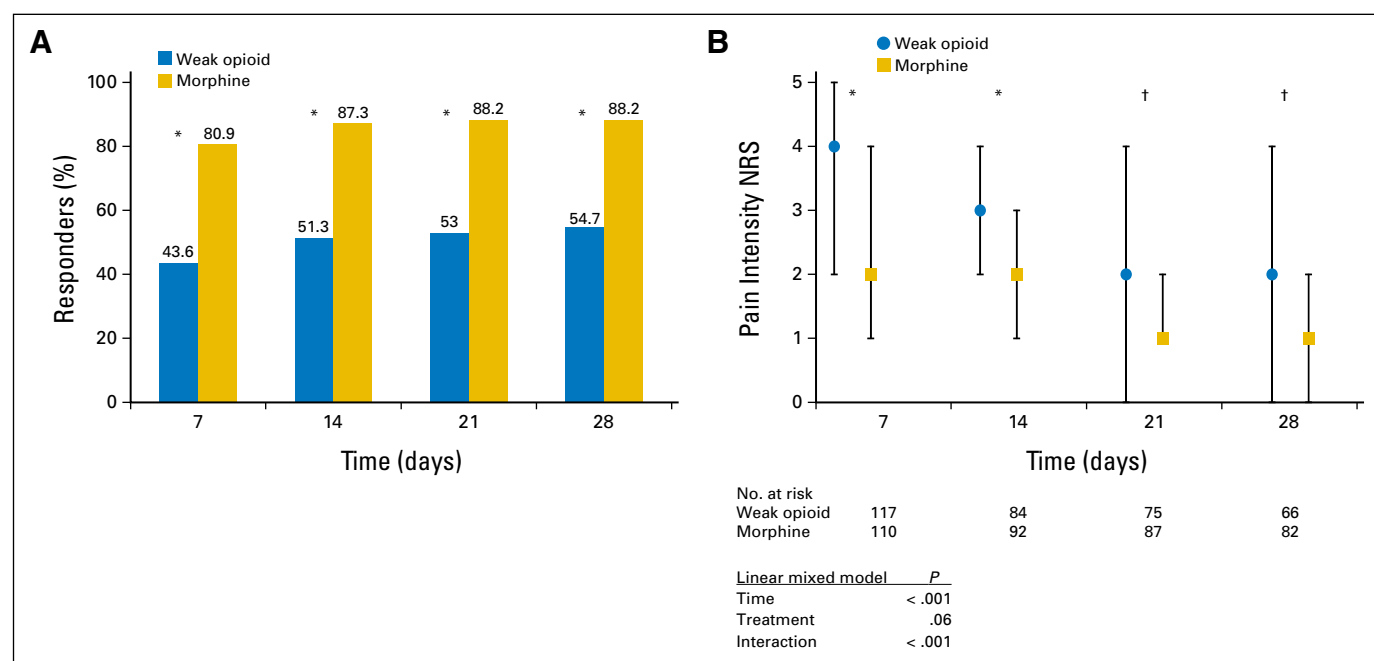 A
Weak opioid
Morphine
Responders (%)
100
80
60
40
20
0
* 80.9
* 87.3
* 88.2
* 88.2
43.6
51.3
53
54.7
7 14 21 28
Time (days)
B
Weak opioid
Morphine
Pain Intensity NRS
5
4
3
2
1
0
* * † †
7 14 21 28
Time (days)
No. at risk
Weak opioid 117 84 75 66
Morphine 110 92 87 82
Linear mixed model P
Time < .001
Treatment .06
Interaction < .001